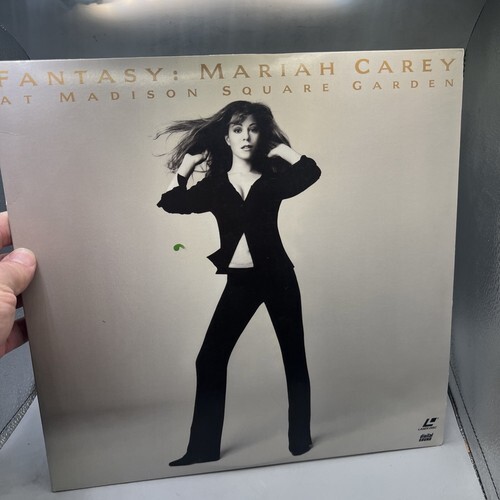 FANTASY: MARIAH CAREY
AT MADISON SQUARE GARDEN